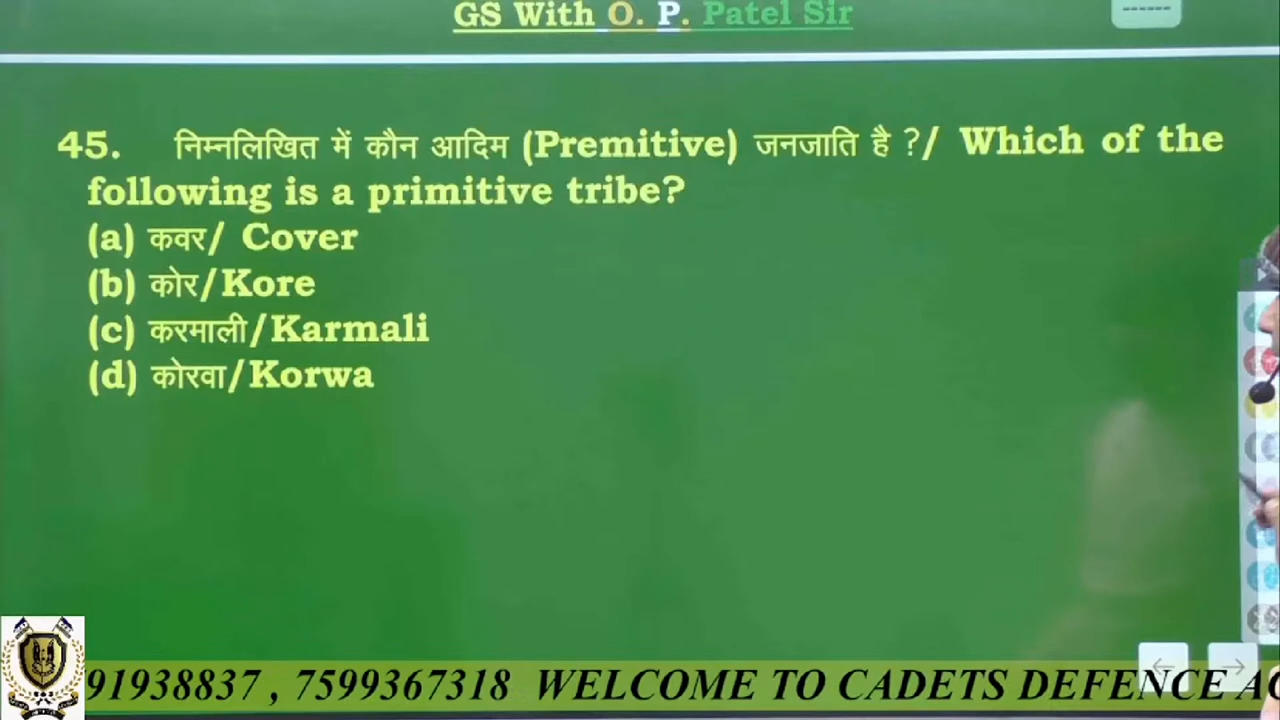 GS With O. P. Patel Sir
------
45. निम्नलिखित में कौन आदिम (Premitive) जनजाति है ?/ Which of the
following is a primitive tribe?
(a) कवर/ Cover
(b) कोर/Kore
(c) करमाली/Karmali
(d) कोरवा/Korwa
91938837 , 7599367318 WELCOME TO CADETS DEFENCE